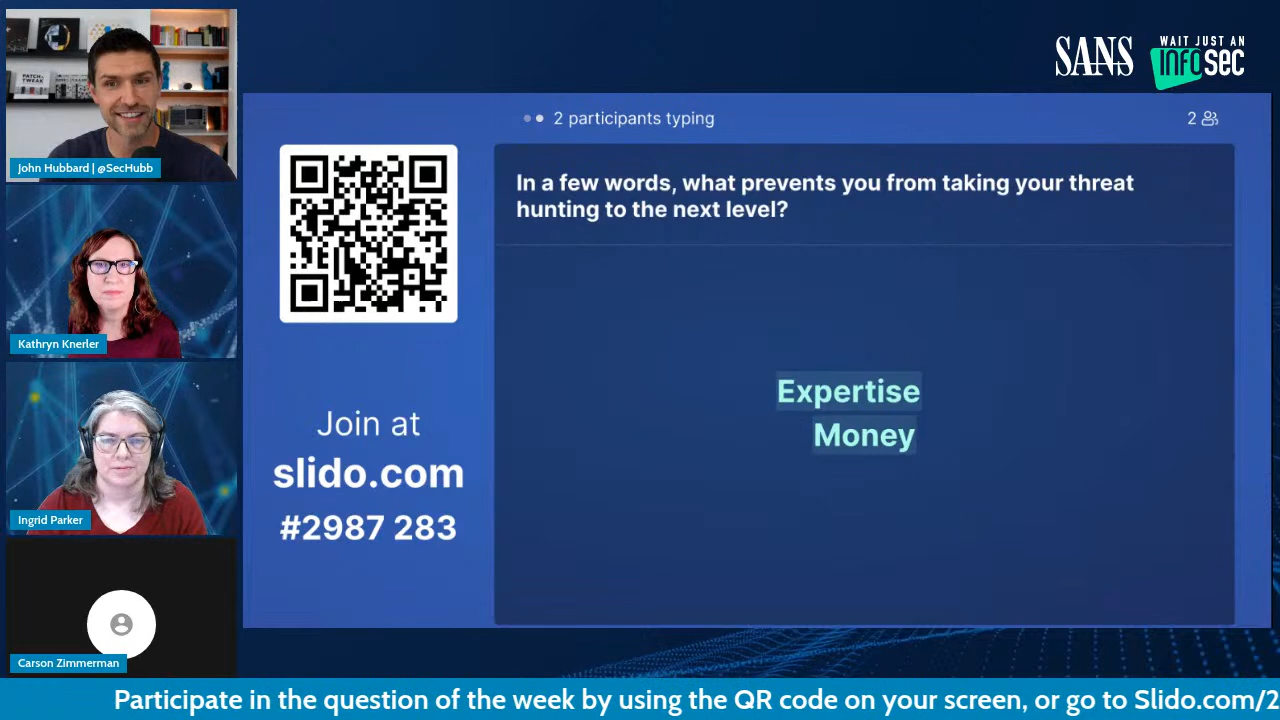 SANS
WAIT JUST AN
INFOSEC
PATCH
TWEAK
John Hubbard | @SecHubb
Kathryn Knerler
Ingrid Parker
Carson Zimmerman
2 participants typing
2
In a few words, what prevents you from taking your threat
hunting to the next level?
Expertise
Money
Join at
slido.com
#2987 283
Participate in the question of the week by using the QR code on your screen, or go to Slido.com/2